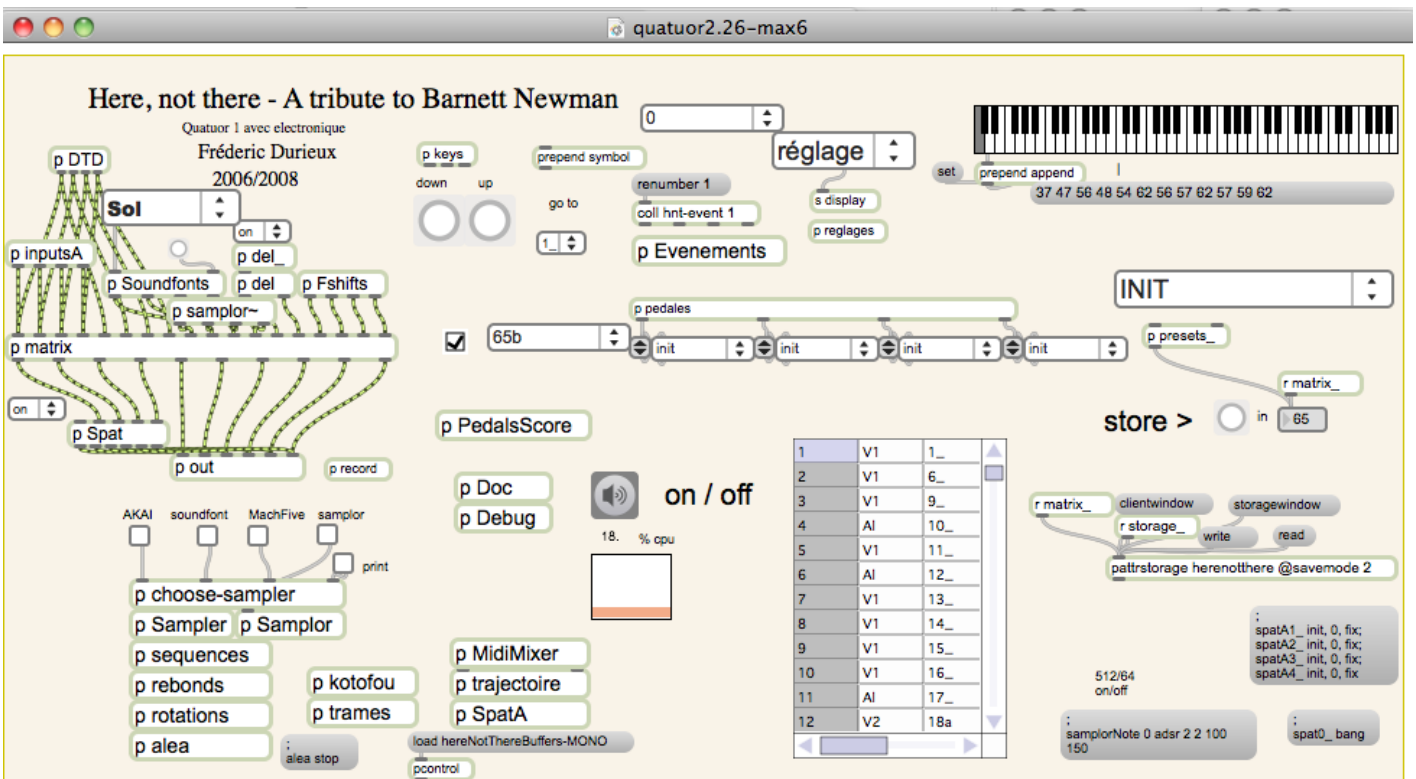 quatuor2.26-max6
Here, not there - A tribute to Barnett Newman
Quatuor 1 avec electronique
Fréderic Durieux
2006/2008
p DTD
Sol
on
p inputsA
p del_
p Soundfonts
p del
p Fshifts
p samplor~
p matrix
on
p Spat
p out
p record
p keys
down
up
prepend symbol
go to
1_
0
renumber 1
coll hnt-event 1
p Evenements
réglage
s display
p reglages
set
prepend append
37 47 56 48 54 62 56 57 62 57 59 62
INIT
p pedales
65b
init
init
init
init
p presets_
r matrix_
store >
in
65
p PedalsScore
p Doc
p Debug
on / off
18.
% cpu
1 V1 1_
2 V1 6_
3 V1 9_
4 Al 10_
5 V1 11_
6 Al 12_
7 V1 13_
8 V1 14_
9 V1 15_
10 V1 16_
11 Al 17_
12 V2 18a
r matrix_
clientwindow
storagewindow
r storage_
write
read
pattrstorage herenotthere @savemode 2
;
spatA1_ init, 0, fix;
spatA2_ init, 0, fix;
spatA3_ init, 0, fix;
spatA4_ init, 0, fix
512/64
on/off
;
samplorNote 0 adsr 2 2 100
150
;
spat0_ bang
AKAI
soundfont
MachFive
samplor
print
p choose-sampler
p Sampler
p Samplor
p sequences
p rebonds
p rotations
p alea
p kotofou
p trames
;
alea stop
p MidiMixer
p trajectoire
p SpatA
load hereNotThereBuffers-MONO
pcontrol